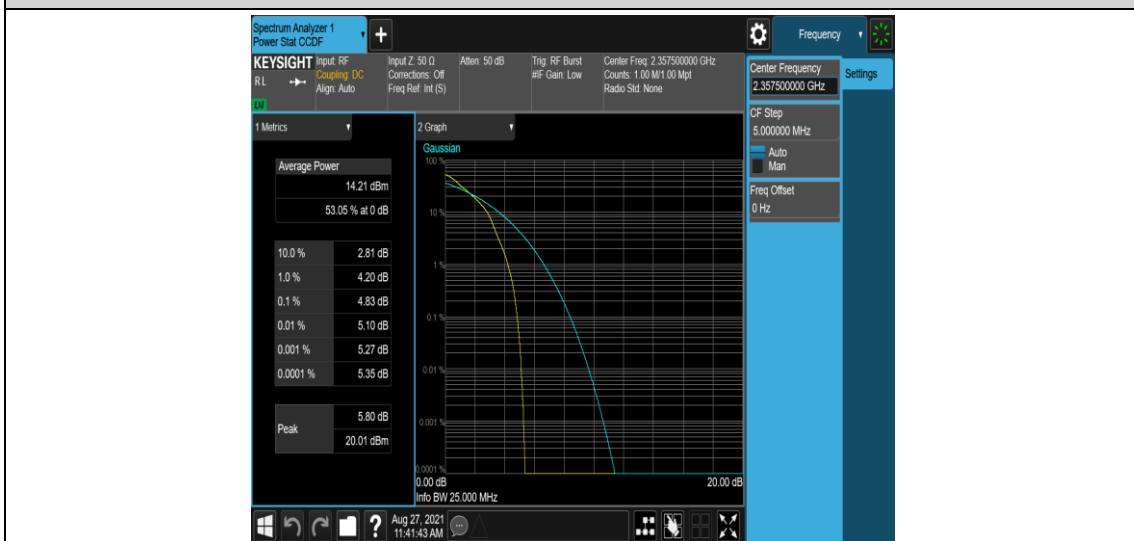 Spectrum Analyzer 1
Power Stat CCDF
+
Frequency
KEYSIGHT
RL
LXI
Input: RF
Coupling: DC
Align: Auto
Input Z: 50 Ω
Corrections: Off
Freq Ref: Int (S)
Atten: 50 dB
Trig: RF Burst
#IF Gain: Low
Center Freq: 2.357500000 GHz
Counts: 1.00 M/1.00 Mpt
Radio Std: None
Center Frequency
2.357500000 GHz
Settings
CF Step
5.000000 MHz
Auto
Man
Freq Offset
0 Hz
1 Metrics
Average Power
14.21 dBm
53.05 % at 0 dB
10.0 % 2.81 dB
1.0 % 4.20 dB
0.1 % 4.83 dB
0.01 % 5.10 dB
0.001 % 5.27 dB
0.0001 % 5.35 dB
Peak
5.80 dB
20.01 dBm
2 Graph
Gaussian
100 %
10 %
1 %
0.1 %
0.01 %
0.001 %
0.0001 %
0.00 dB
20.00 dB
Info BW 25.000 MHz
?
Aug 27, 2021
11:41:43 AM